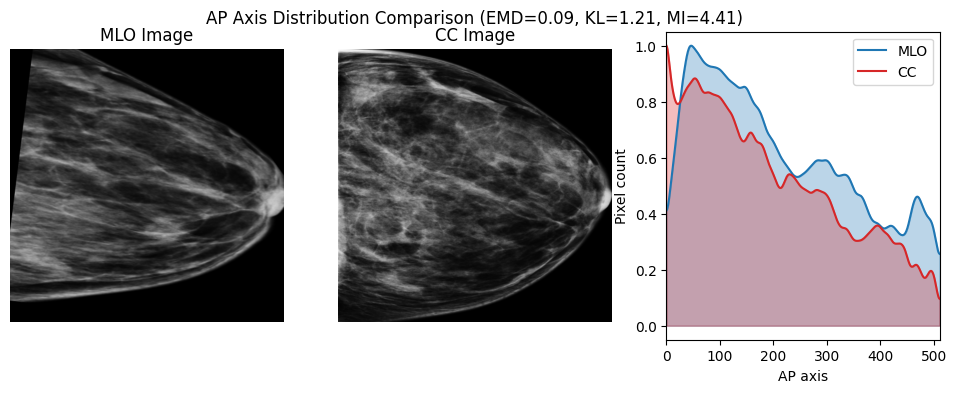 AP Axis Distribution Comparison (EMD=0.09, KL=1.21, MI=4.41)
MLO Image
CC Image
MLO
CC
Pixel count
1.0
0.8
0.6
0.4
0.2
0.0
0 100 200 300 400 500
AP axis